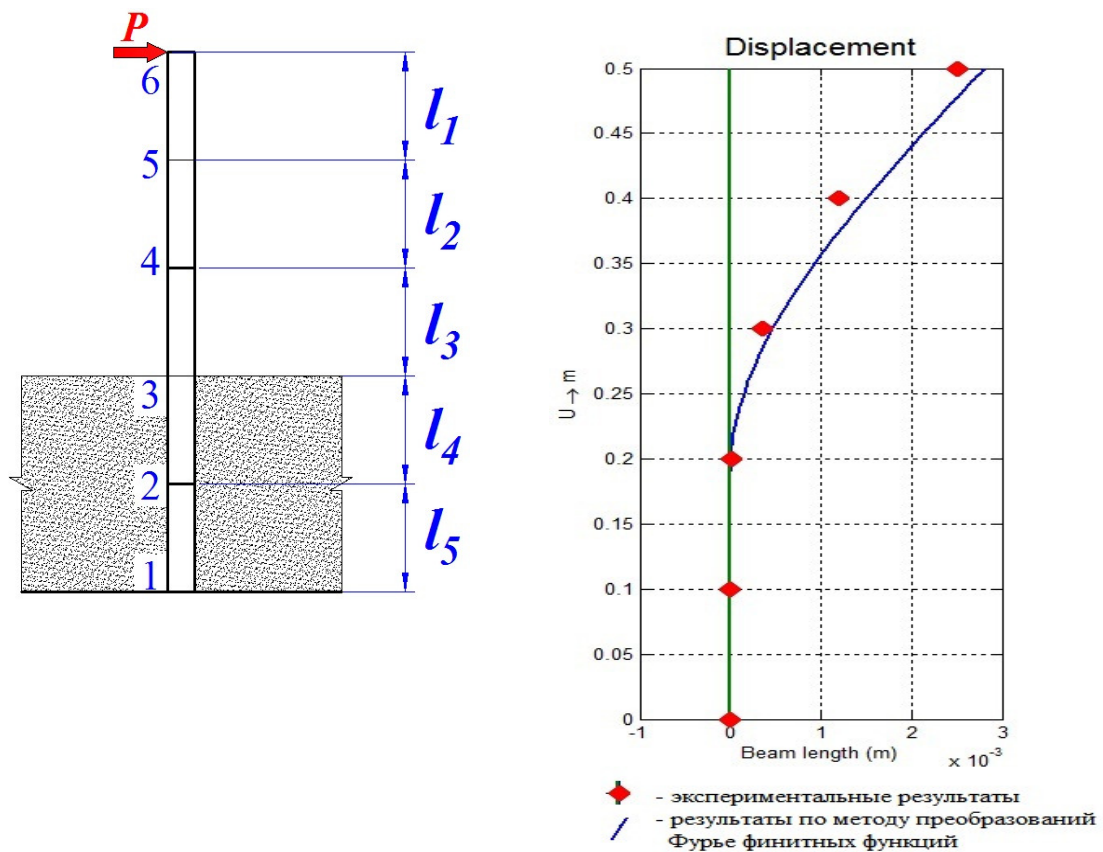 P
6
l1
5
l2
4
l3
3
l4
2
l5
1
Displacement
0.5
0.45
0.4
0.35
0.3
0.25
0.2
0.15
0.1
0.05
0
U→m
-1 0 1 2 3
Beam length (m)
x 10-3
- экспериментальные результаты
- результаты по методу преобразований
Фурье финитных функций